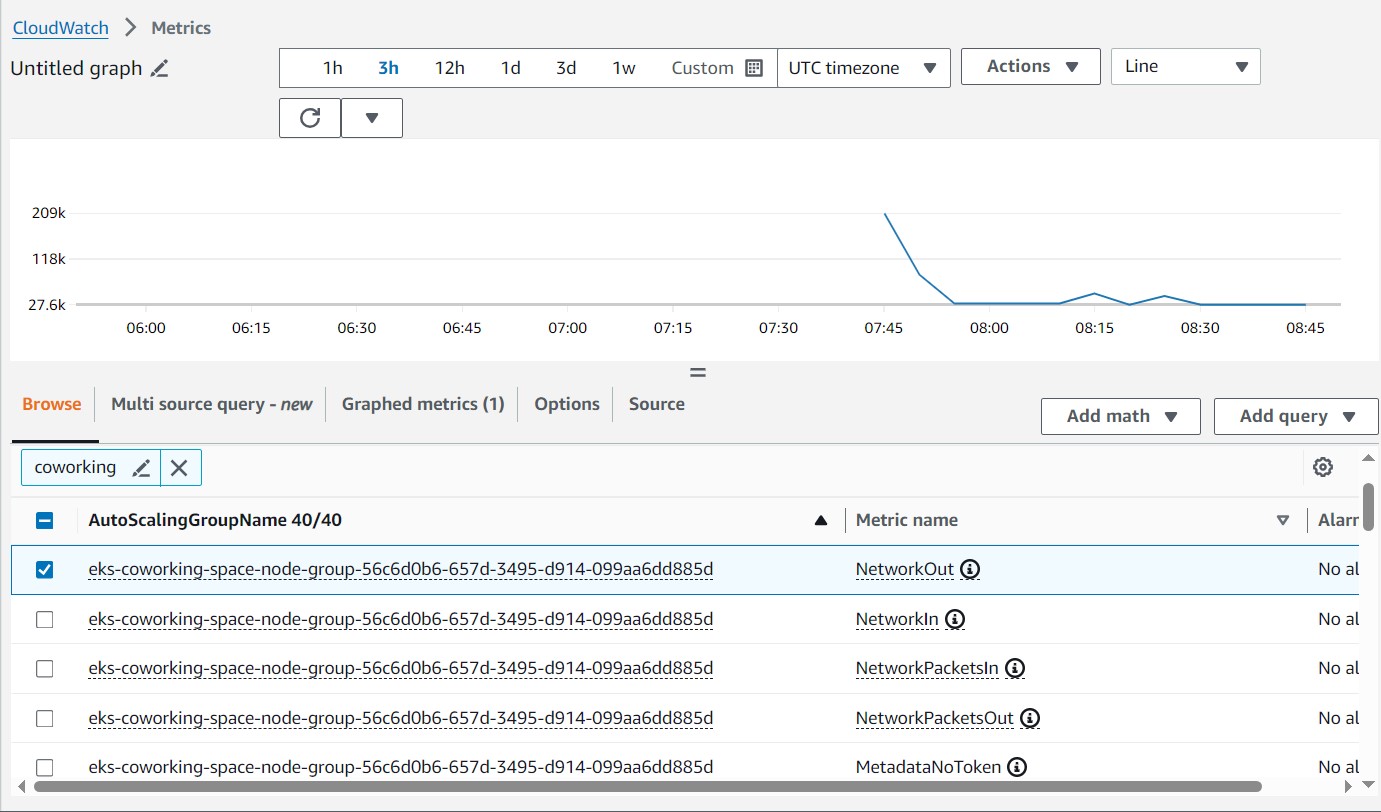 CloudWatch Metrics
Untitled graph 1h 3h 12h 1d 3d 1w Custom UTC timezone Actions Line
209k
118k
27.6k
06:00 06:15 06:30 06:45 07:00 07:15 07:30 07:45 08:00 08:15 08:30 08:45
Browse Multi source query - new Graphed metrics (1) Options Source
Add math Add query
coworking
AutoScalingGroupName 40/40 Metric name Alarr
eks-coworking-space-node-group-56c6d0b6-657d-3495-d914-099aa6dd885d NetworkOut No al
eks-coworking-space-node-group-56c6d0b6-657d-3495-d914-099aa6dd885d NetworkIn No al
eks-coworking-space-node-group-56c6d0b6-657d-3495-d914-099aa6dd885d NetworkPacketsIn No al
eks-coworking-space-node-group-56c6d0b6-657d-3495-d914-099aa6dd885d NetworkPacketsOut No al
eks-coworking-space-node-group-56c6d0b6-657d-3495-d914-099aa6dd885d MetadataNoToken No al